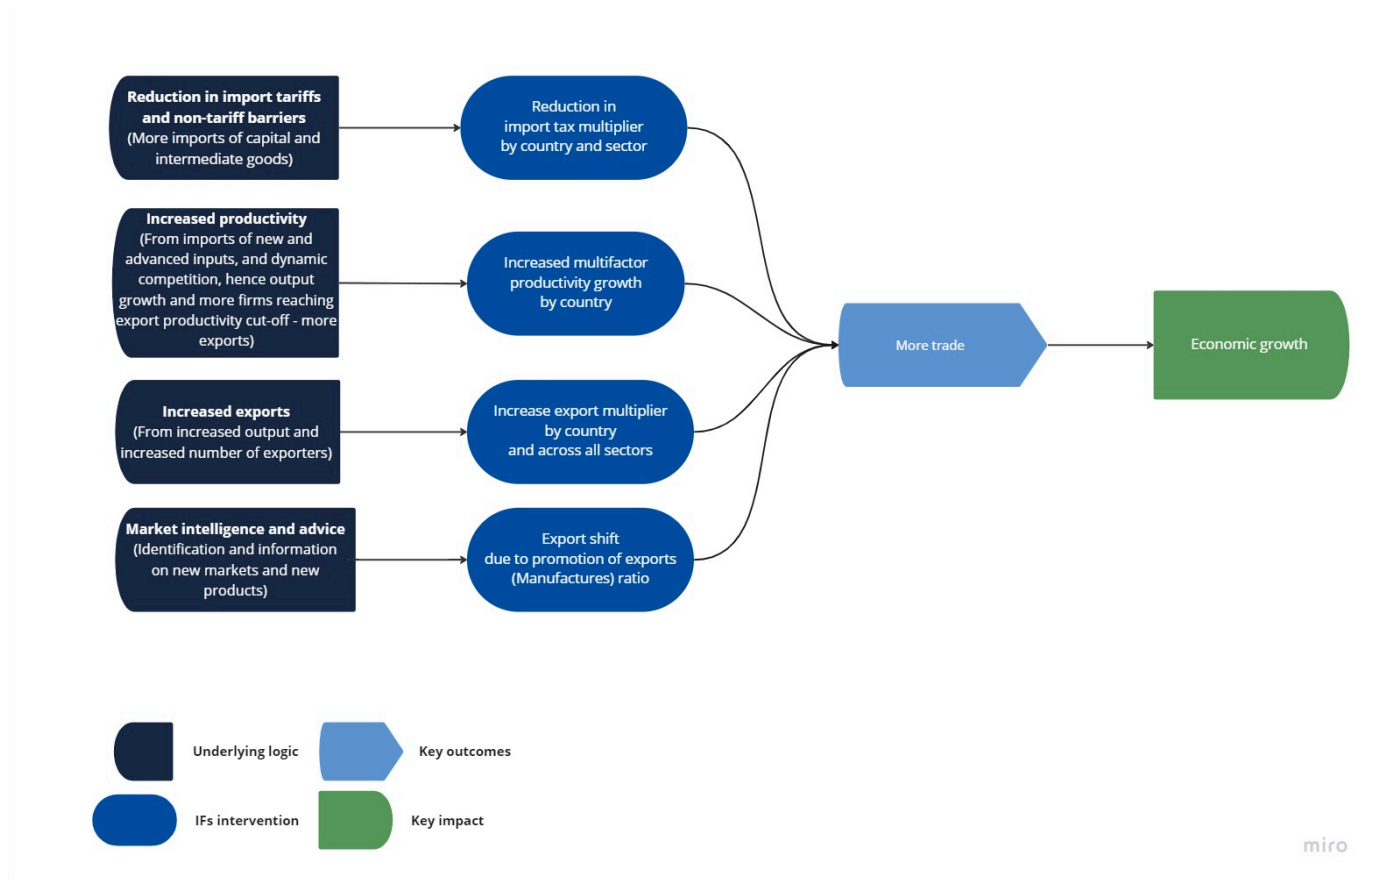 Reduction in import tariffs
and non-tariff barriers
(More imports of capital and
intermediate goods)
Reduction in
import tax multiplier
by country and sector
Increased productivity
(From imports of new and
advanced inputs, and dynamic
competition, hence output
growth and more firms reaching
export productivity cut-off - more
exports)
Increased multifactor
productivity growth
by country
Increased exports
(From increased output and
increased number of exporters)
Increase export multiplier
by country
and across all sectors
Market intelligence and advice
(Identification and information
on new markets and new
products)
Export shift
due to promotion of exports
(Manufactures) ratio
More trade
Economic growth
Underlying logic
Key outcomes
IFs intervention
Key impact
miro